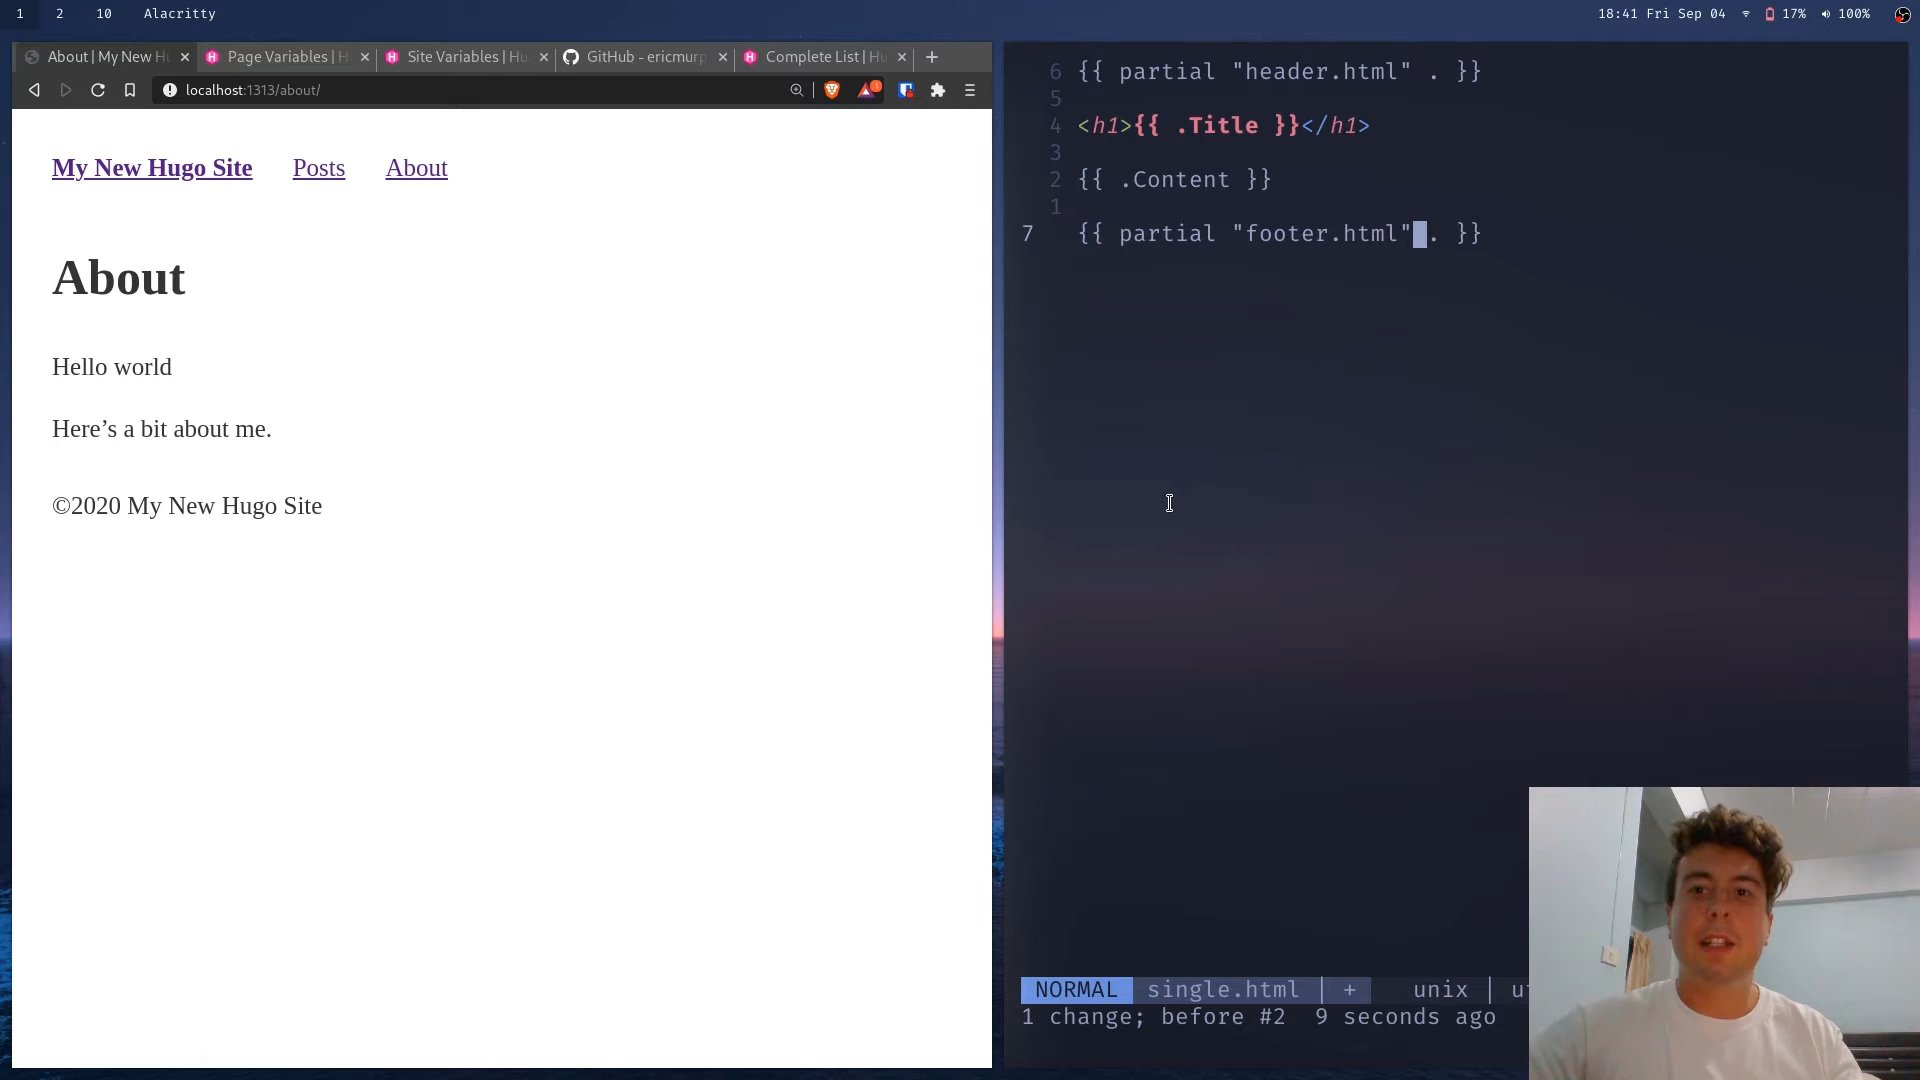 1 2 10 Alacritty 18:41 Fri Sep 04 17% 100%
About | My New H Page Variables | H Site Variables | Hu GitHub - ericmurp Complete List | Hu
localhost:1313/about/ 1
My New Hugo Site Posts About
About
Hello world
Here’s a bit about me.
©2020 My New Hugo Site
6 {{ partial "header.html" . }}
5
4 <h1>{{ .Title }}</h1>
3
2 {{ .Content }}
1
7 {{ partial "footer.html" . }}
NORMAL single.html | + unix | u
1 change; before #2 9 seconds ago